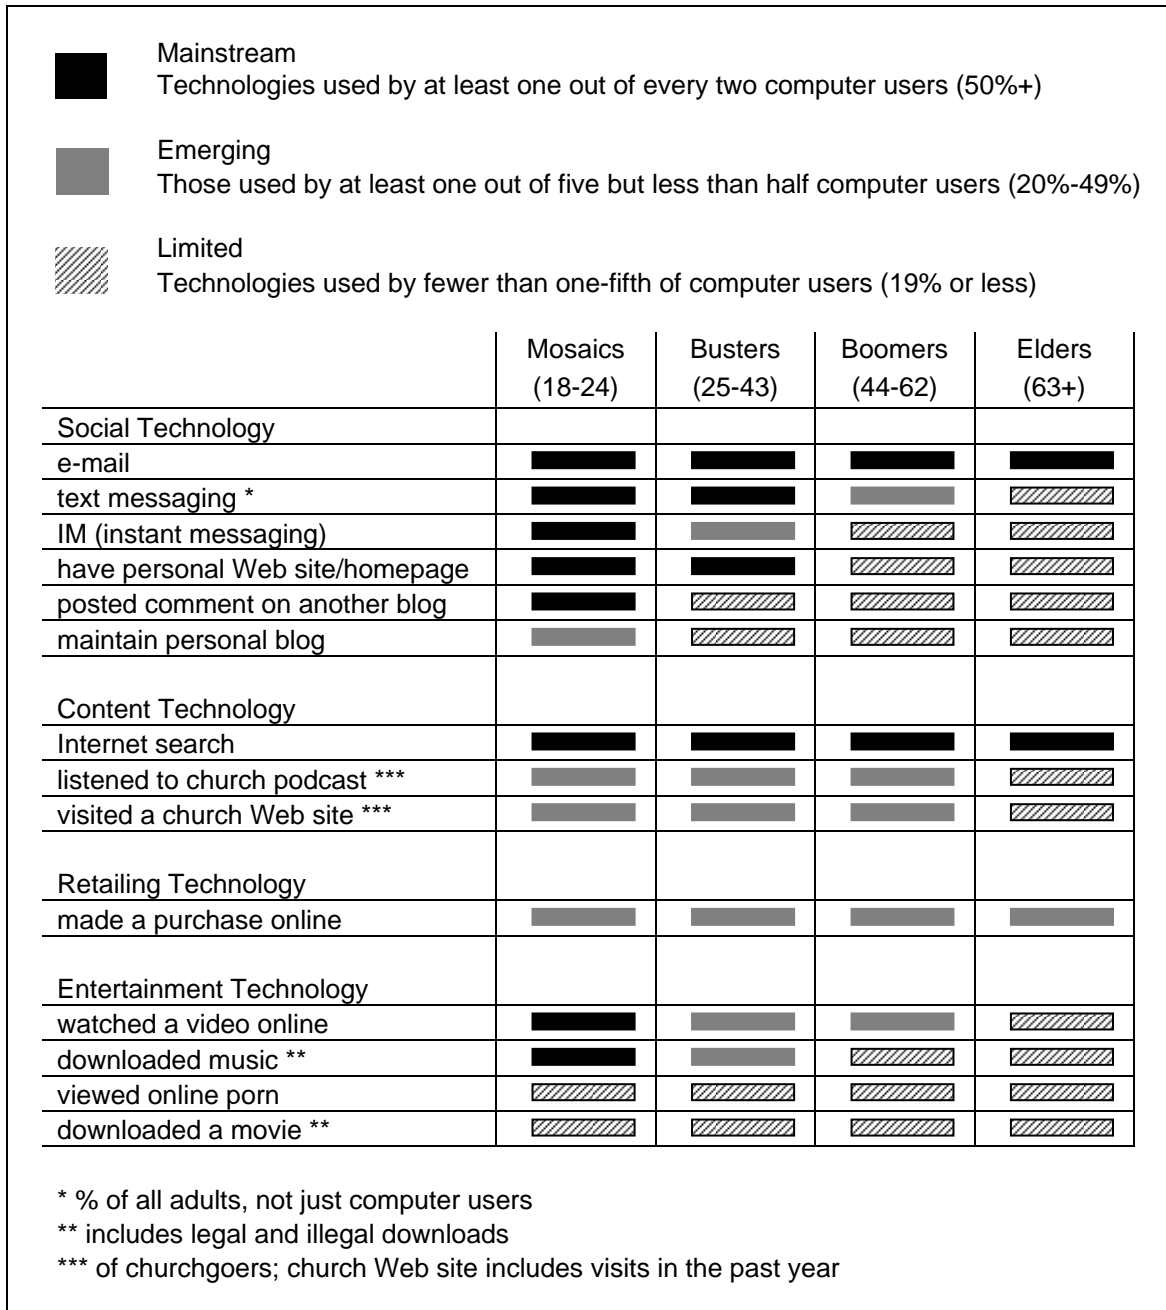 Mainstream
Technologies used by at least one out of every two computer users (50%+)
Emerging
Those used by at least one out of five but less than half computer users (20%-49%)
Limited
Technologies used by fewer than one-fifth of computer users (19% or less)
Mosaics Busters Boomers Elders
(18-24) (25-43) (44-62) (63+)
Social Technology
e-mail
text messaging *
IM (instant messaging)
have personal Web site/homepage
posted comment on another blog
maintain personal blog
Content Technology
Internet search
listened to church podcast ***
visited a church Web site ***
Retailing Technology
made a purchase online
Entertainment Technology
watched a video online
downloaded music **
viewed online porn
downloaded a movie **
* % of all adults, not just computer users
** includes legal and illegal downloads
*** of churchgoers; church Web site includes visits in the past year